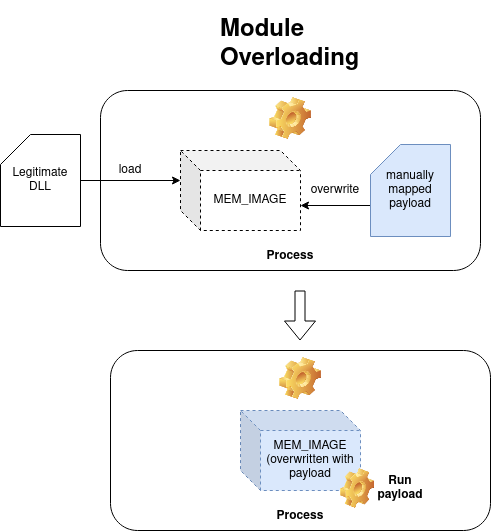 Module
Overloading
Legitimate
DLL
load
MEM_IMAGE
overwrite
manually
mapped
payload
Process
MEM_IMAGE
(overwritten with
payload
Run
payload
Process